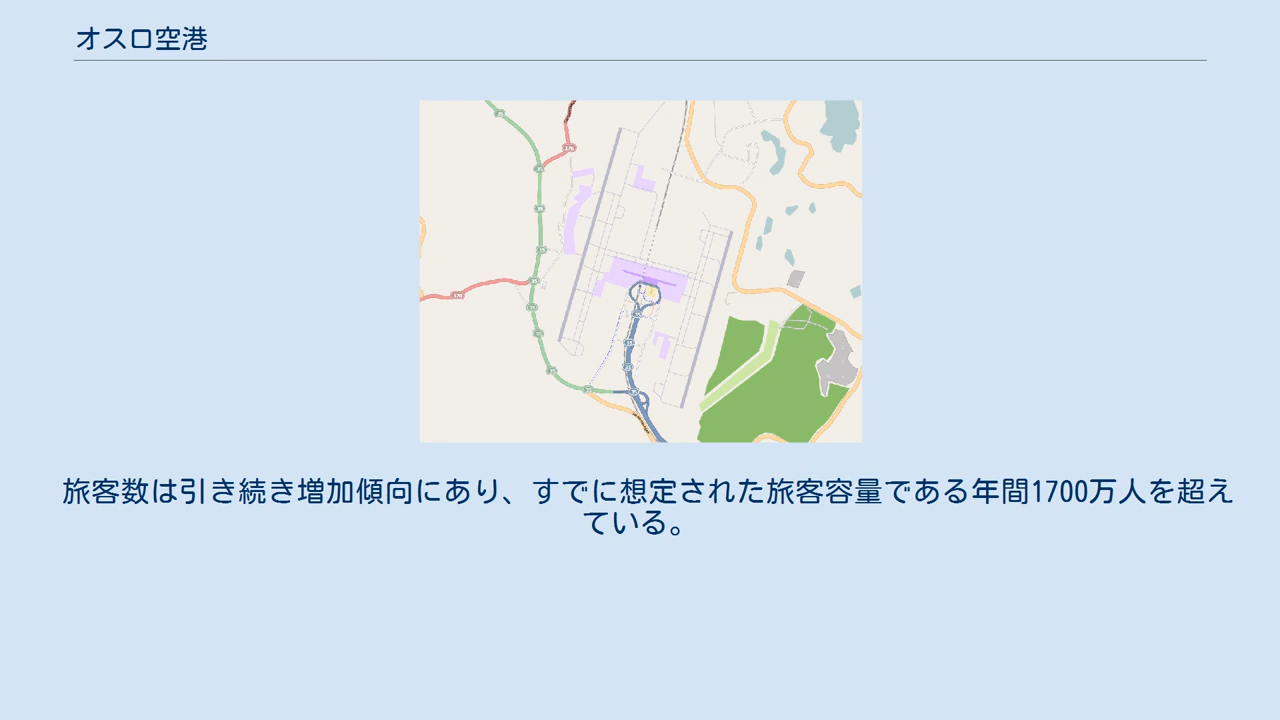 オスロ空港
旅客数は引き続き増加傾向にあり、すでに想定された旅客容量である年間1700万人を超え
ている。